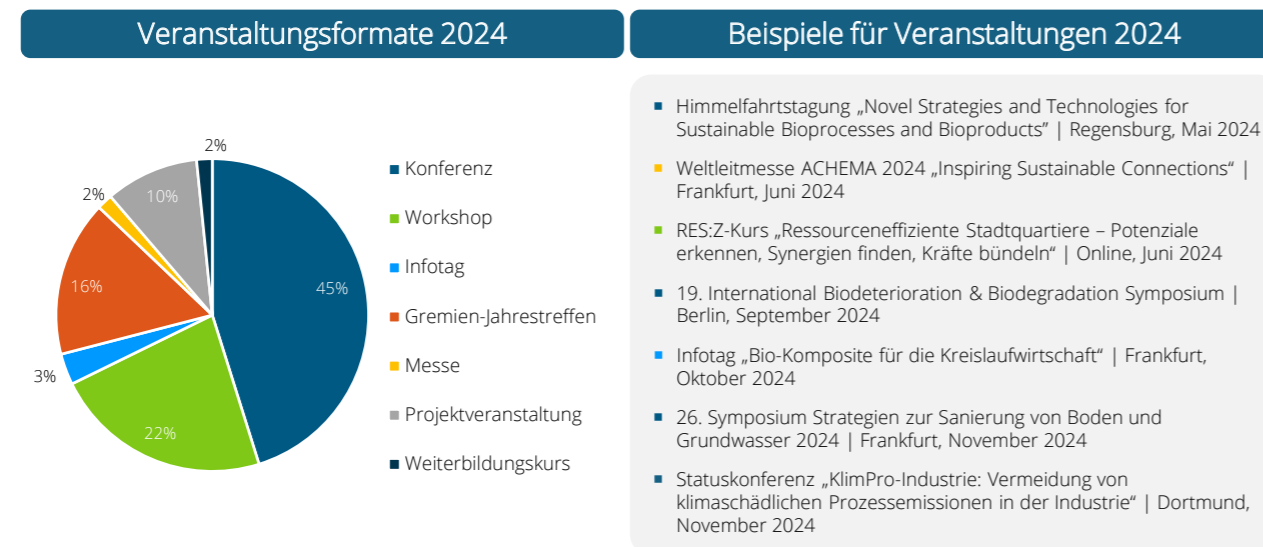 Veranstaltungsformate 2024
2%
2%
10%
16%
45%
3%
22%
Konferenz
Workshop
Infotag
Gremien-Jahrestreffen
Messe
Projektveranstaltung
Weiterbildungskurs
Beispiele für Veranstaltungen 2024
Himmelfahrtstagung „Novel Strategies and Technologies for
Sustainable Bioprocesses and Bioproducts” | Regensburg, Mai 2024
Weltleitmesse ACHEMA 2024 „Inspiring Sustainable Connections“ |
Frankfurt, Juni 2024
RES:Z-Kurs „Ressourceneffiziente Stadtquartiere – Potenziale
erkennen, Synergien finden, Kräfte bündeln“ | Online, Juni 2024
19. International Biodeterioration & Biodegradation Symposium |
Berlin, September 2024
Infotag „Bio-Komposite für die Kreislaufwirtschaft“ | Frankfurt,
Oktober 2024
26. Symposium Strategien zur Sanierung von Boden und
Grundwasser 2024 | Frankfurt, November 2024
Statuskonferenz „KlimPro-Industrie: Vermeidung von
klimaschädlichen Prozessemissionen in der Industrie“ | Dortmund,
November 2024